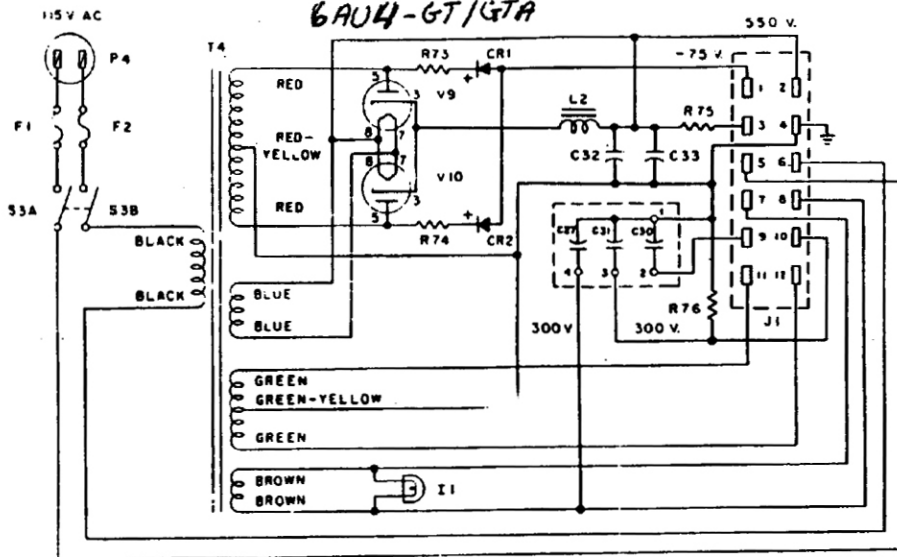 6AU4-GT/GTA
115V AC
P4
F1
F2
S3A
S3B
BLACK
BLACK
T4
RED
RED-
YELLOW
RED
5
3
V9
8
7
8
7
V10
3
5
R73
CR1
+
R74
CR2
+
BLUE
BLUE
GREEN
GREEN-YELLOW
GREEN
BROWN
BROWN
I1
L2
C32
C33
R75
C27
C31
C30
1
4
3
2
300V
300 V.
R76
550 V.
-75 V.
1 2
3 4
5 6
7 8
9 10
11 12
J1